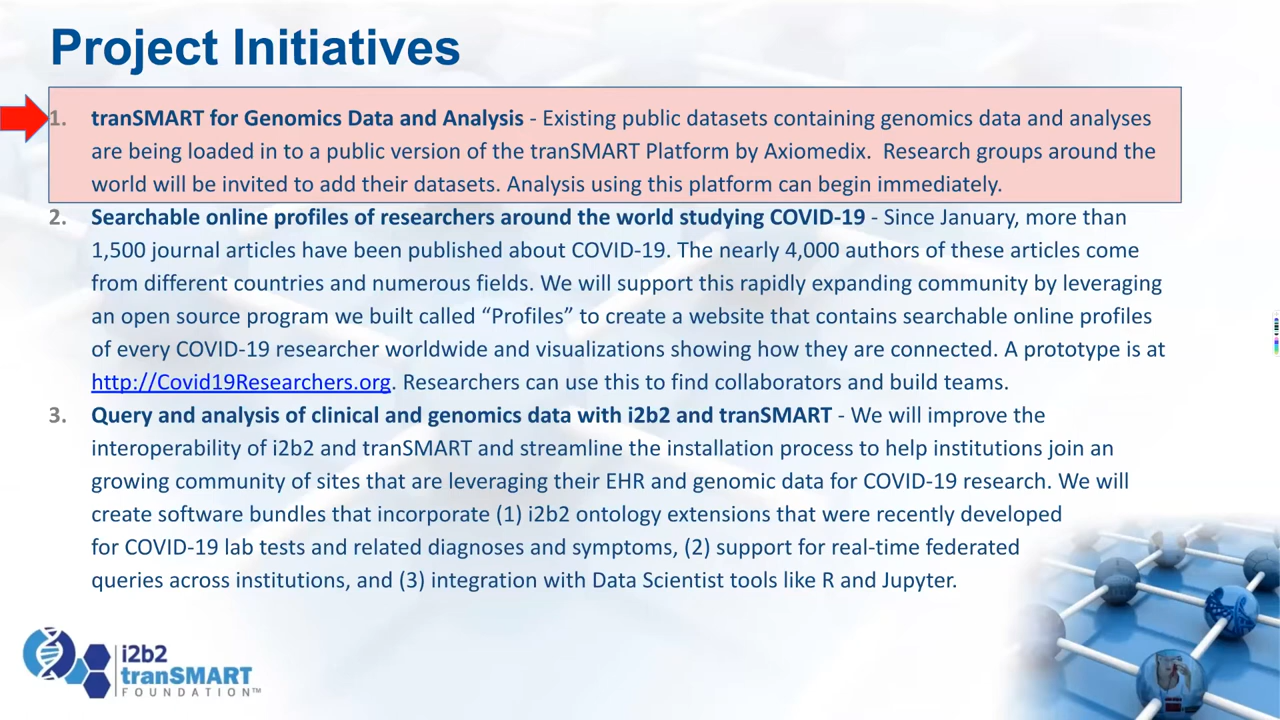 Project Initiatives
1. tranSMART for Genomics Data and Analysis - Existing public datasets containing genomics data and analyses
are being loaded in to a public version of the tranSMART Platform by Axiomedix.  Research groups around the
world will be invited to add their datasets. Analysis using this platform can begin immediately.
2. Searchable online profiles of researchers around the world studying COVID-19 - Since January, more than
1,500 journal articles have been published about COVID-19. The nearly 4,000 authors of these articles come
from different countries and numerous fields. We will support this rapidly expanding community by leveraging
an open source program we built called “Profiles” to create a website that contains searchable online profiles
of every COVID-19 researcher worldwide and visualizations showing how they are connected. A prototype is at
http://Covid19Researchers.org. Researchers can use this to find collaborators and build teams.
3. Query and analysis of clinical and genomics data with i2b2 and tranSMART - We will improve the
interoperability of i2b2 and tranSMART and streamline the installation process to help institutions join an
growing community of sites that are leveraging their EHR and genomic data for COVID-19 research. We will
create software bundles that incorporate (1) i2b2 ontology extensions that were recently developed
for COVID-19 lab tests and related diagnoses and symptoms, (2) support for real-time federated
queries across institutions, and (3) integration with Data Scientist tools like R and Jupyter.
i2b2
tranSMART
FOUNDATION™